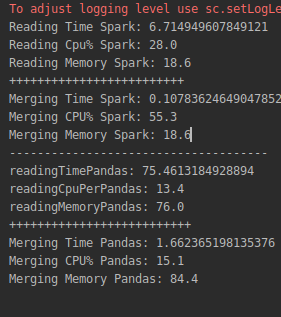 To adjust logging level use sc.setLogLe
Reading Time Spark: 6.714949607849121
Reading Cpu% Spark: 28.0
Reading Memory Spark: 18.6
+++++++++++++++++++++++++
Merging Time Spark: 0.10783624649047852
Merging CPU% Spark: 55.3
Merging Memory Spark: 18.6
-------------------------------------
readingTimePandas: 75.4613184928894
readingCpuPerPandas: 13.4
readingMemoryPandas: 76.0
++++++++++++++++++++++++++
Merging Time Pandas: 1.662365198135376
Merging CPU% Pandas: 15.1
Merging Memory Pandas: 84.4